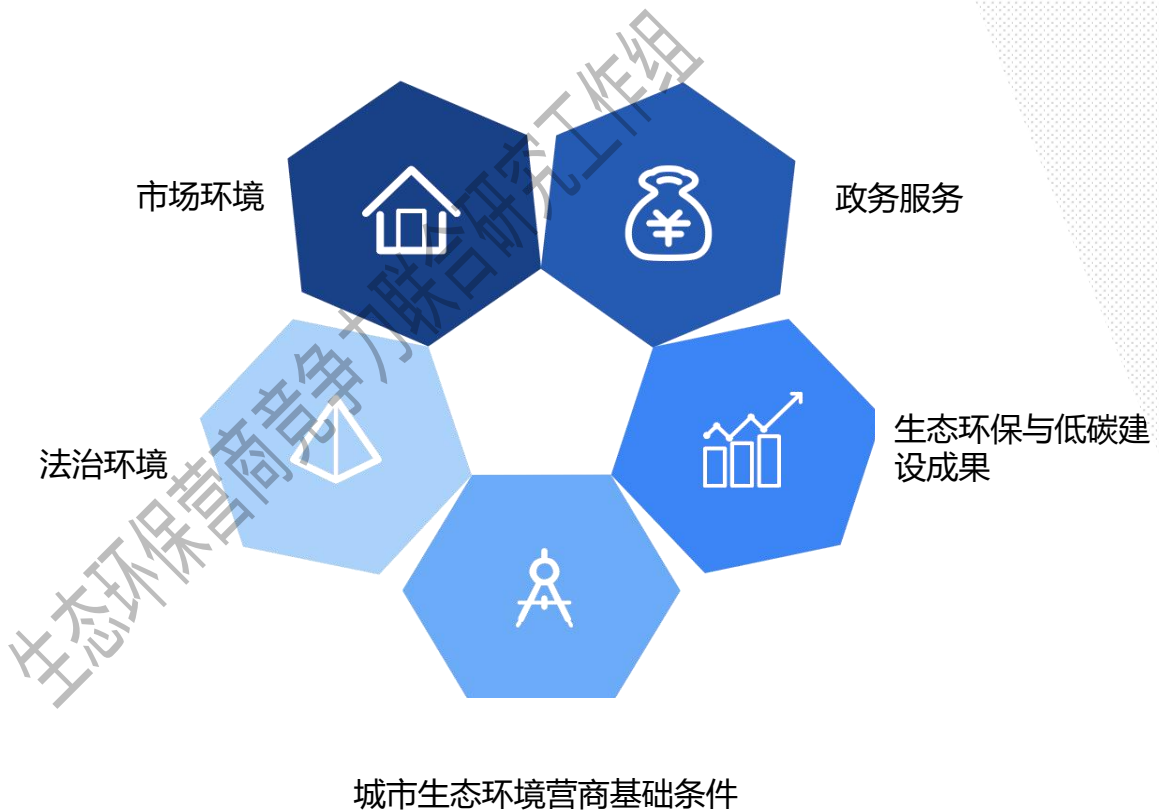 市场环境
政务服务
生态环保与低碳建
设成果
法治环境
城市生态环境营商基础条件
生态环保营商竞争力联合研究工作组